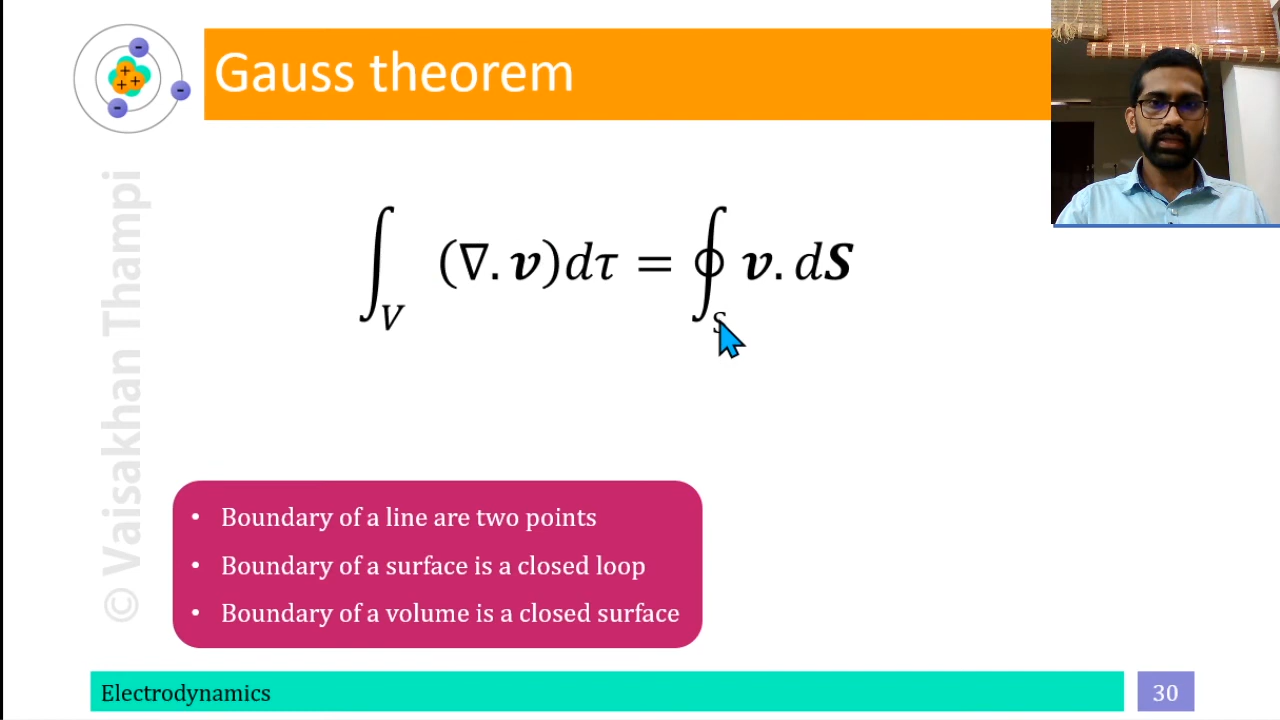 Gauss theorem
∫_V (∇.v)dτ = ∮_S v.dS
• Boundary of a line are two points
• Boundary of a surface is a closed loop
• Boundary of a volume is a closed surface
Electrodynamics
30
© Vaisakhan Thampi